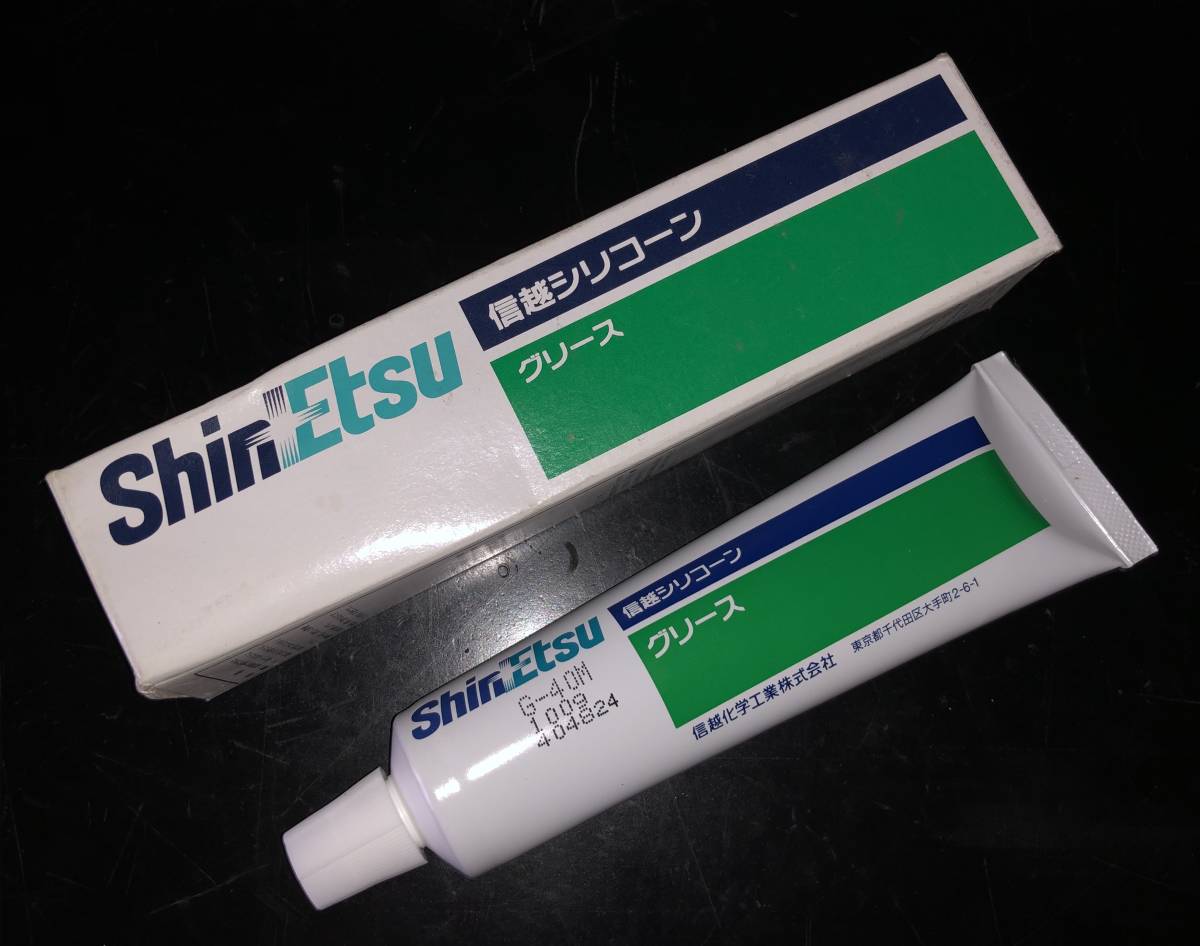 ShinEtsu
信越シリコーン
グリース
ShinEtsu
信越シリコーン
グリース
G-40M
100g
404824
信越化学工業株式会社 東京都千代田区大手町2-6-1